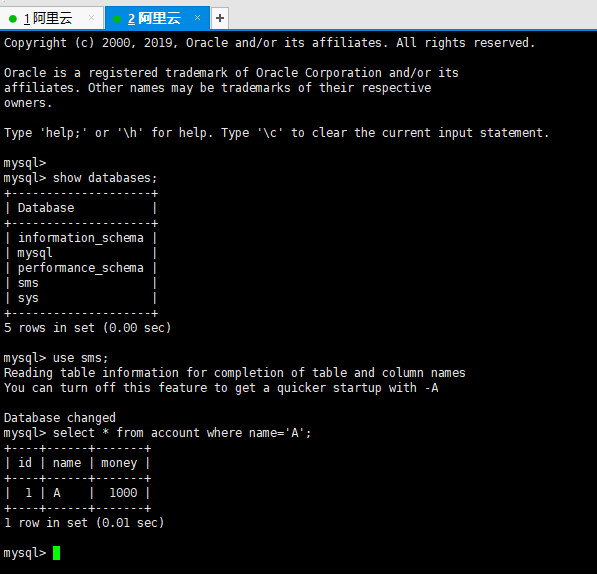 1 阿里云 × 2 阿里云 × +
Copyright (c) 2000, 2019, Oracle and/or its affiliates. All rights reserved.
Oracle is a registered trademark of Oracle Corporation and/or its
affiliates. Other names may be trademarks of their respective
owners.
Type 'help;' or '\h' for help. Type '\c' to clear the current input statement.
mysql>
mysql> show databases;
+--------------------+
| Database           |
+--------------------+
| information_schema |
| mysql              |
| performance_schema |
| sms                |
| sys                |
+--------------------+
5 rows in set (0.00 sec)
mysql> use sms;
Reading table information for completion of table and column names
You can turn off this feature to get a quicker startup with -A
Database changed
mysql> select * from account where name='A';
+----+------+-------+
| id | name | money |
+----+------+-------+
|  1 | A    |  1000 |
+----+------+-------+
1 row in set (0.01 sec)
mysql>